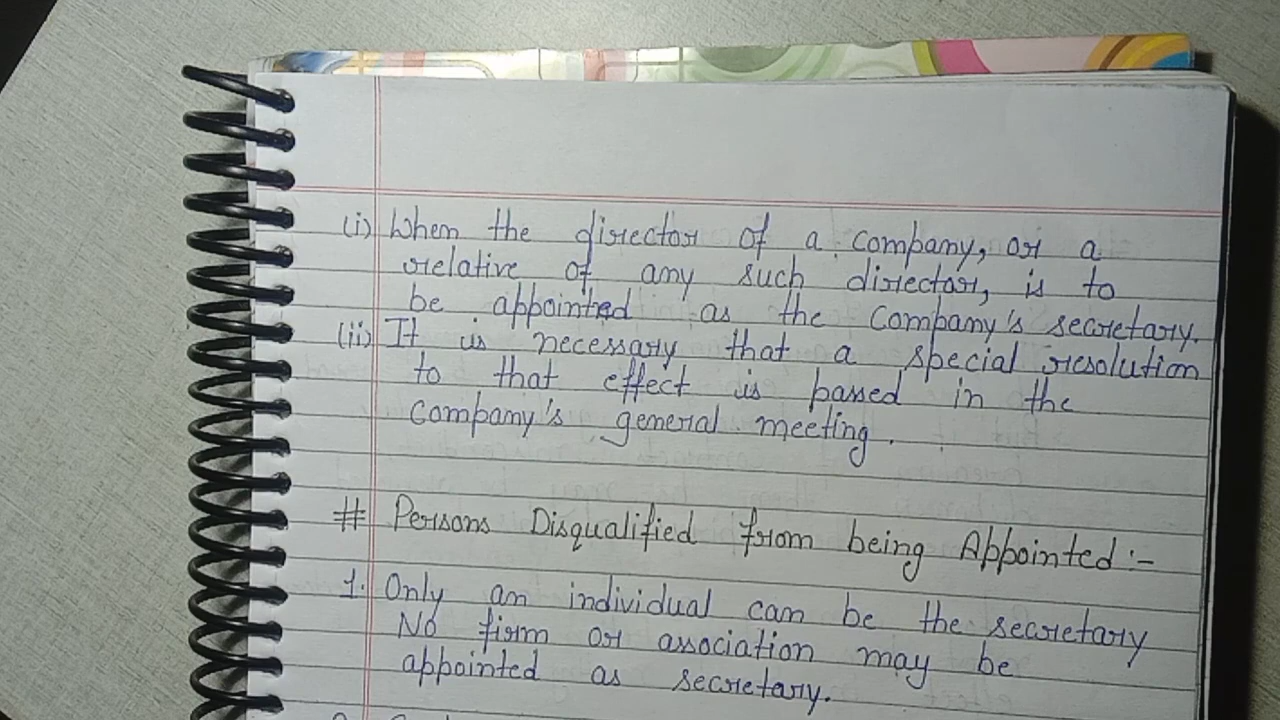 (i) When the director of a company, or a
relative of any such director, is to
be appointed as the Company's secretary.
(ii) It is necessary that a special resolution
to that effect is passed in the
Company's general meeting.
# Persons Disqualified from being Appointed :-
1. Only an individual can be the secretary
No firm or association may be
appointed as secretary.